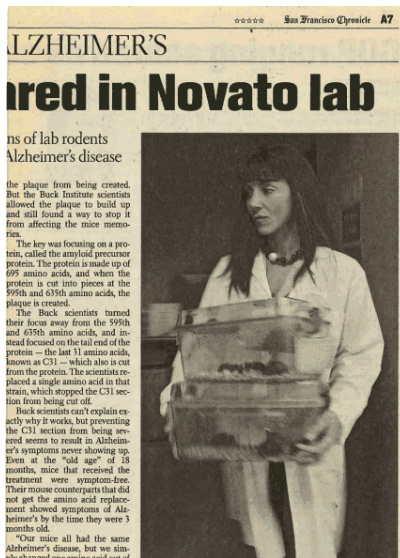 ☆☆☆☆☆ San Francisco Chronicle A7
ALZHEIMER'S
ared in Novato lab
ns of lab rodents
Alzheimer's disease
the plaque from being created.
But the Buck Institute scientists
allowed the plaque to build up
and still found a way to stop it
from affecting the mice memo-
ries.
The key was focusing on a pro-
tein, called the amyloid precursor
protein. The protein is made up of
695 amino acids, and when the
protein is cut into pieces at the
595th and 635th amino acids, the
plaque is created.
The Buck scientists turned
their focus away from the 595th
and 635th amino acids, and in-
stead focused on the tail end of the
protein — the last 31 amino acids,
known as C31 — which also is cut
from the protein. The scientists re-
placed a single amino acid in that
strain, which stopped the C31 sec-
tion from being cut off.
Buck scientists can't explain ex-
actly why it works, but preventing
the C31 section from being sev-
ered seems to result in Alzheim-
er's symptoms never showing up.
Even at the "old age" of 18
months, mice that received the
treatment were symptom-free.
Their mouse counterparts that did
not get the amino acid replace-
ment showed symptoms of Alz-
heimer's by the time they were 3
months old.
"Our mice all had the same
Alzheimer's disease, but we sim-
ply changed one amino acid out of